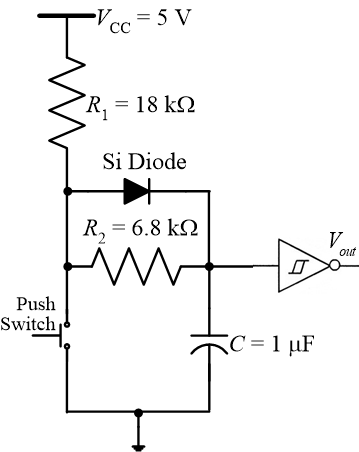 V_CC = 5 V
R_1 = 18 kΩ
Si Diode
R_2 = 6.8 kΩ
V_out
Push
Switch
C = 1 μF